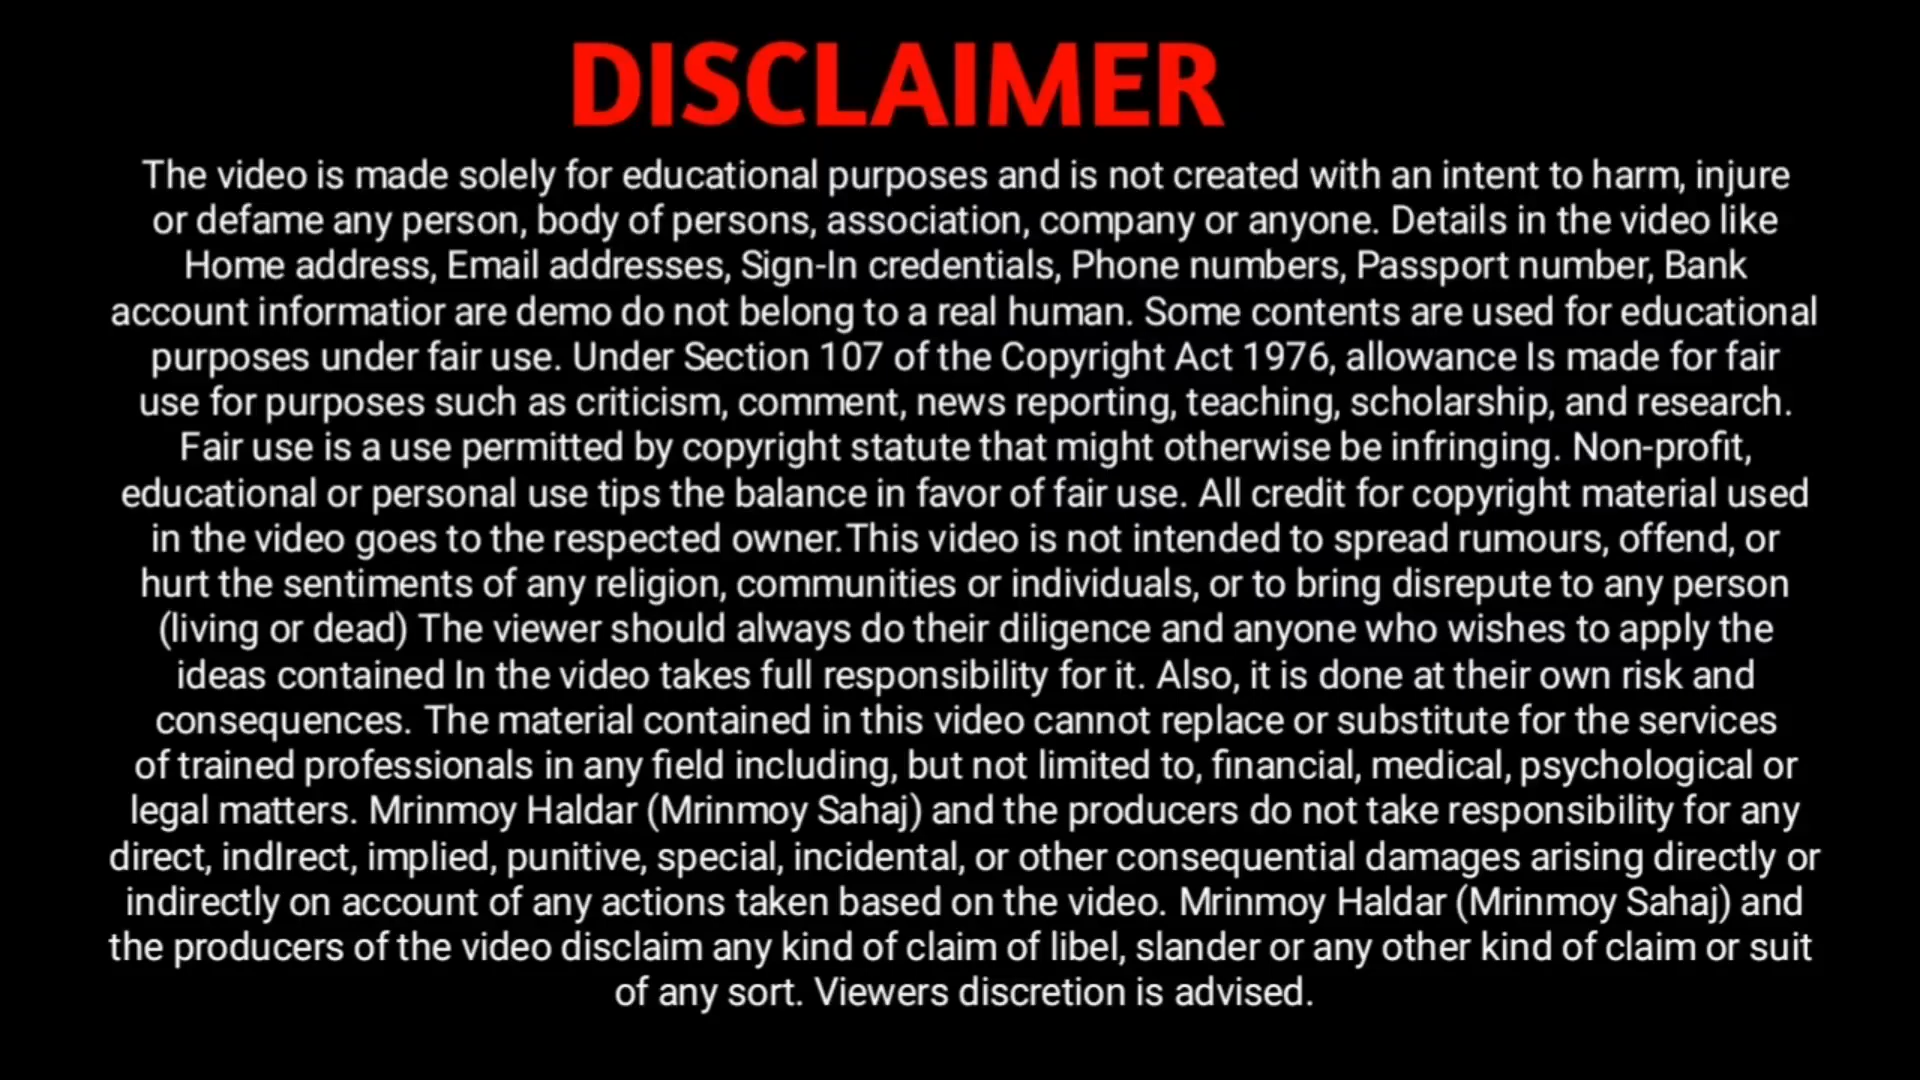 DISCLAIMER
The video is made solely for educational purposes and is not created with an intent to harm, injure
or defame any person, body of persons, association, company or anyone. Details in the video like
Home address, Email addresses, Sign-In credentials, Phone numbers, Passport number, Bank
account informatior are demo do not belong to a real human. Some contents are used for educational
purposes under fair use. Under Section 107 of the Copyright Act 1976, allowance Is made for fair
use for purposes such as criticism, comment, news reporting, teaching, scholarship, and research.
Fair use is a use permitted by copyright statute that might otherwise be infringing. Non-profit,
educational or personal use tips the balance in favor of fair use. All credit for copyright material used
in the video goes to the respected owner.This video is not intended to spread rumours, offend, or
hurt the sentiments of any religion, communities or individuals, or to bring disrepute to any person
(living or dead) The viewer should always do their diligence and anyone who wishes to apply the
ideas contained In the video takes full responsibility for it. Also, it is done at their own risk and
consequences. The material contained in this video cannot replace or substitute for the services
of trained professionals in any field including, but not limited to, financial, medical, psychological or
legal matters. Mrinmoy Haldar (Mrinmoy Sahaj) and the producers do not take responsibility for any
direct, indIrect, implied, punitive, special, incidental, or other consequential damages arising directly or
indirectly on account of any actions taken based on the video. Mrinmoy Haldar (Mrinmoy Sahaj) and
the producers of the video disclaim any kind of claim of libel, slander or any other kind of claim or suit
of any sort. Viewers discretion is advised.